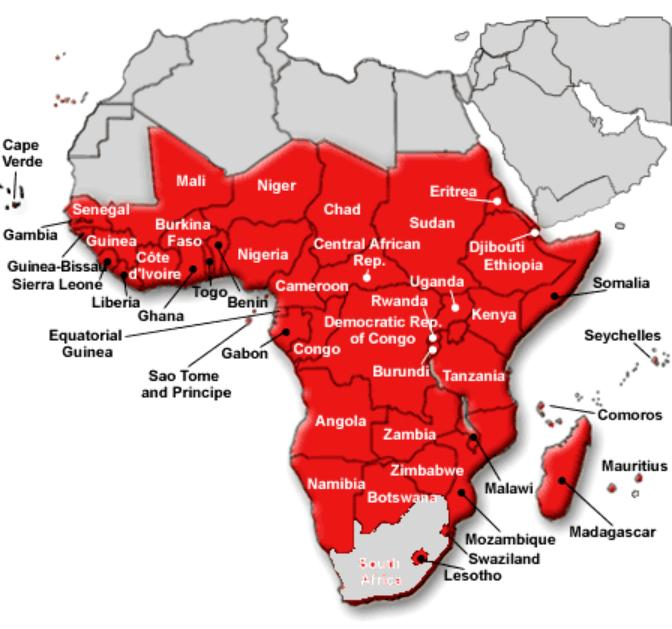 Cape
Verde
Mali
Niger
Chad
Eritrea
Sudan
Senegal
Gambia
Guinea
Burkina
Faso
Djibouti
Ethiopia
Guinea-Bissau
Côte
d'Ivoire
Nigeria
Central African
Rep.
Sierra Leone
Cameroon
Uganda
Somalia
Liberia
Togo
Benin
Rwanda
Kenya
Ghana
Democratic Rep.
of Congo
Equatorial
Guinea
Gabon
Congo
Seychelles
Burundi
Tanzania
Sao Tome
and Principe
Comoros
Angola
Zambia
Mauritius
Zimbabwe
Malawi
Namibia
Botswana
Madagascar
Mozambique
Swaziland
South
Africa
Lesotho